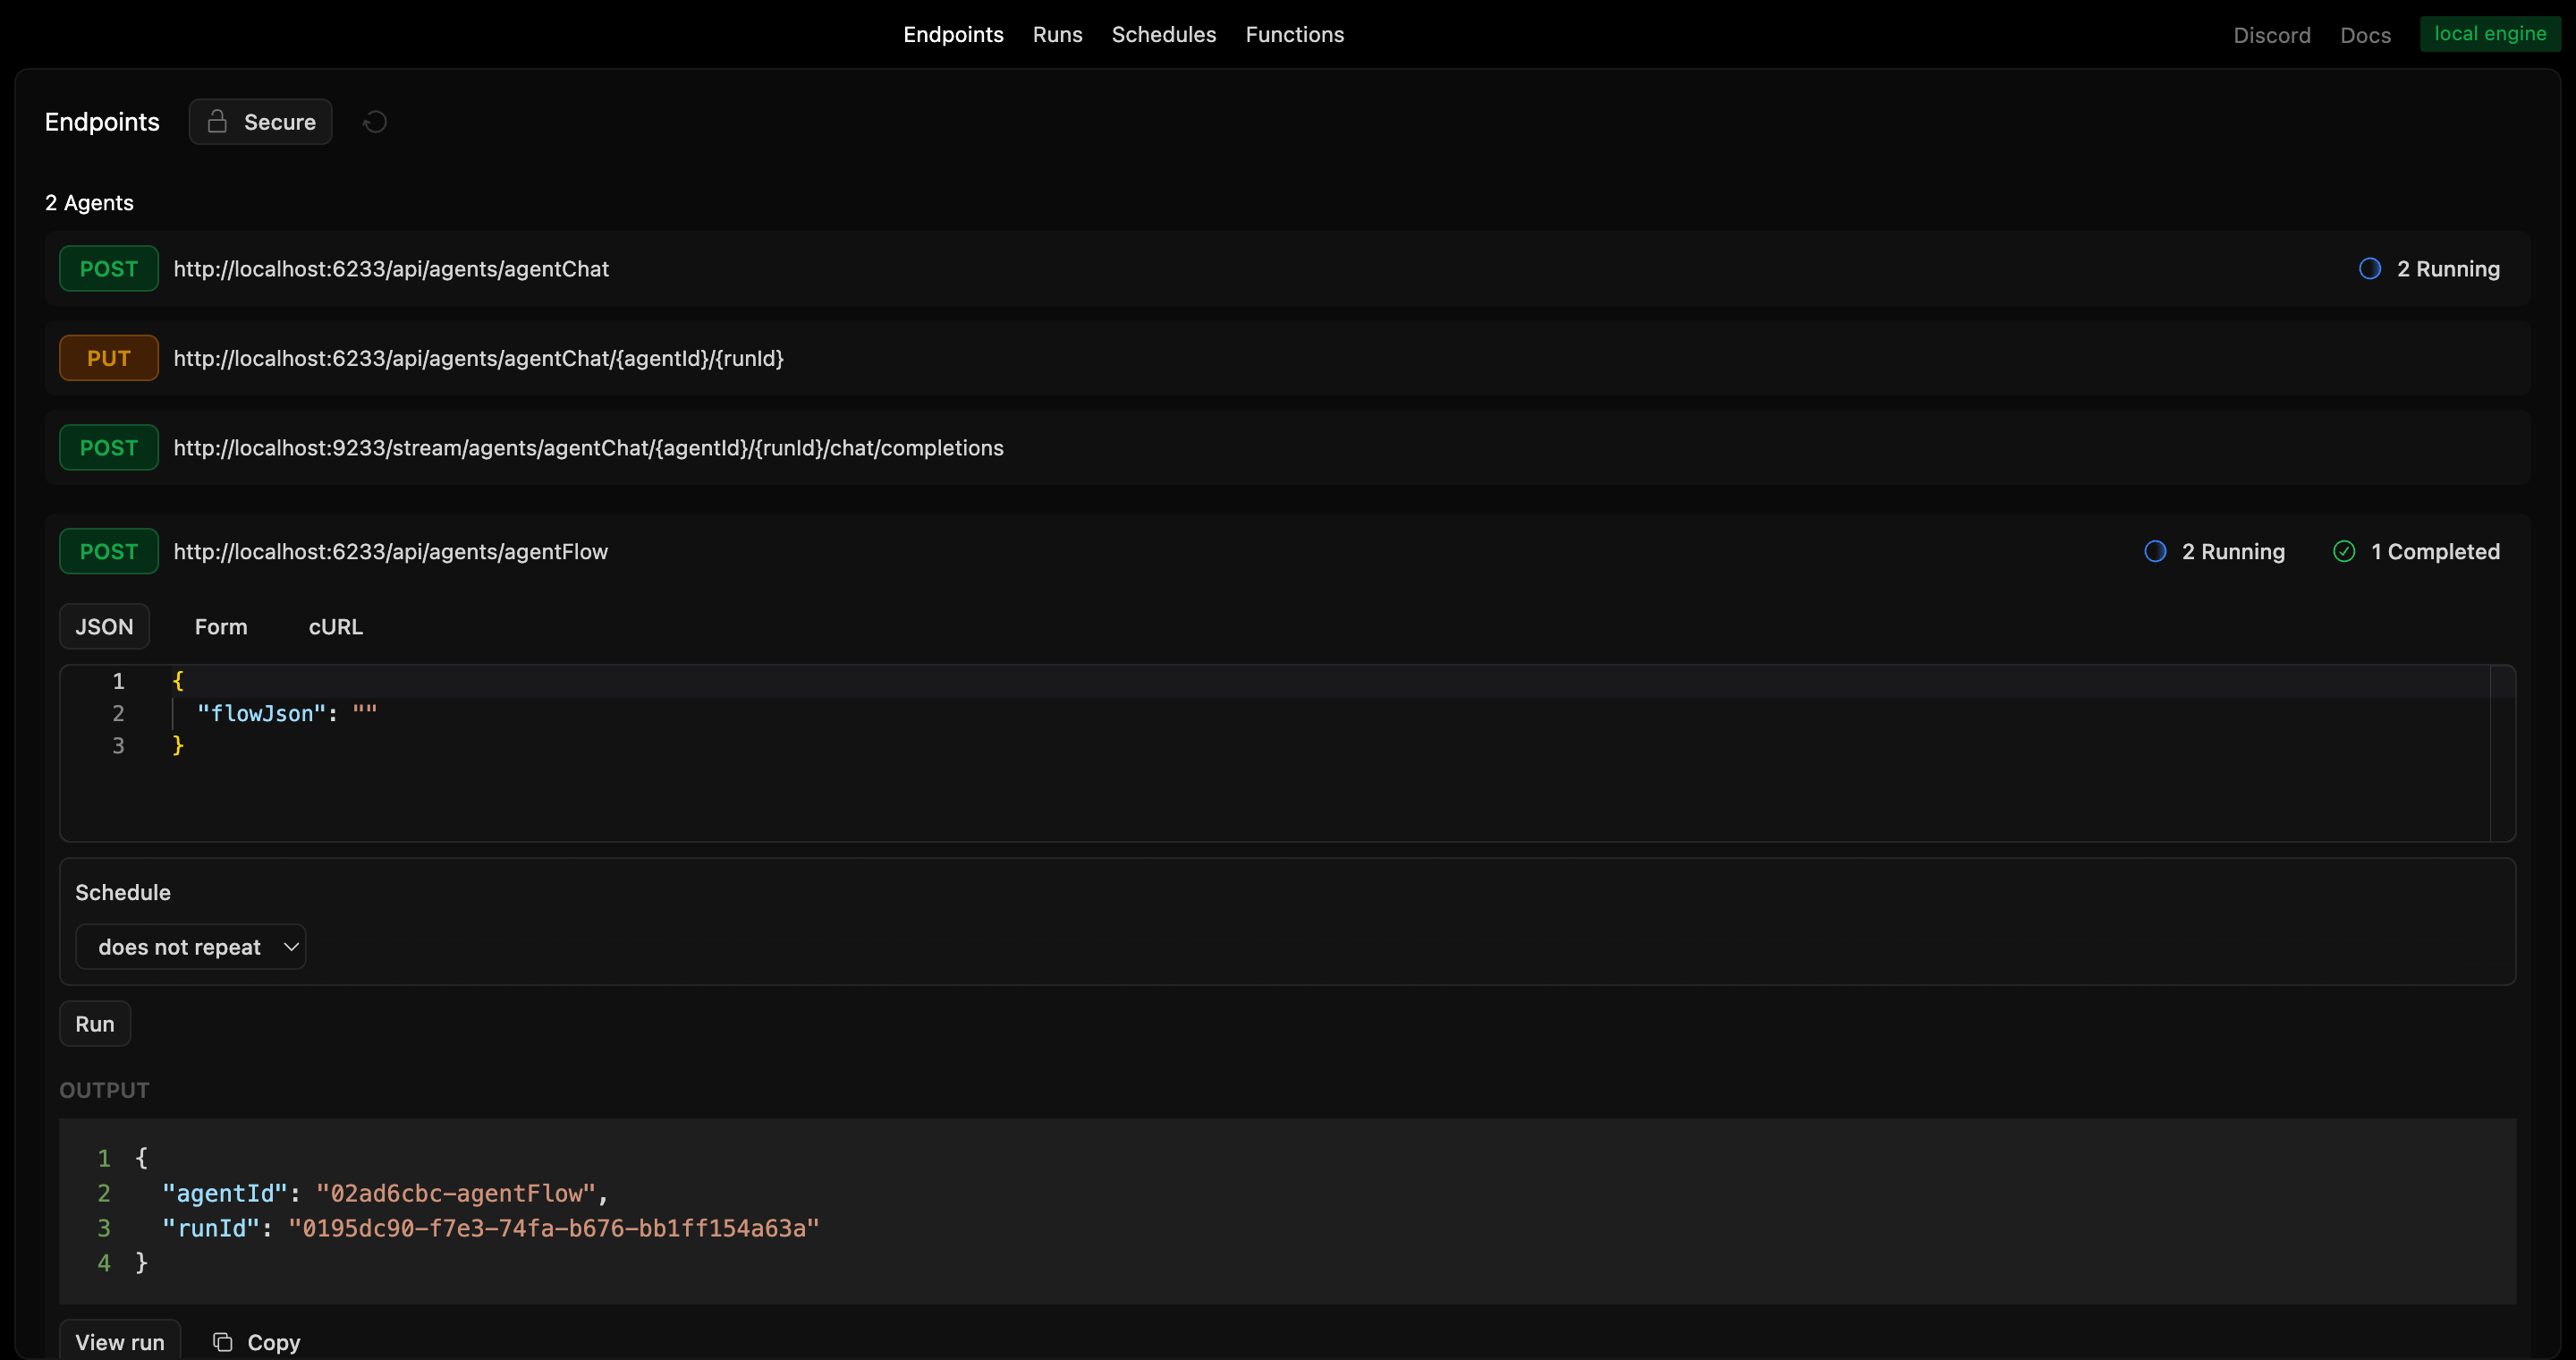 Endpoints Runs Schedules Functions Discord Docs local engine
Endpoints Secure
2 Agents
POST http://localhost:6233/api/agents/agentChat 2 Running
PUT http://localhost:6233/api/agents/agentChat/{agentId}/{runId}
POST http://localhost:9233/stream/agents/agentChat/{agentId}/{runId}/chat/completions
POST http://localhost:6233/api/agents/agentFlow 2 Running 1 Completed
JSON Form cURL
1 {
2 "flowJson": ""
3 }
Schedule
does not repeat
Run
OUTPUT
1 {
2 "agentId": "02ad6cbc-agentFlow",
3 "runId": "0195dc90-f7e3-74fa-b676-bb1ff154a63a"
4 }
View run Copy